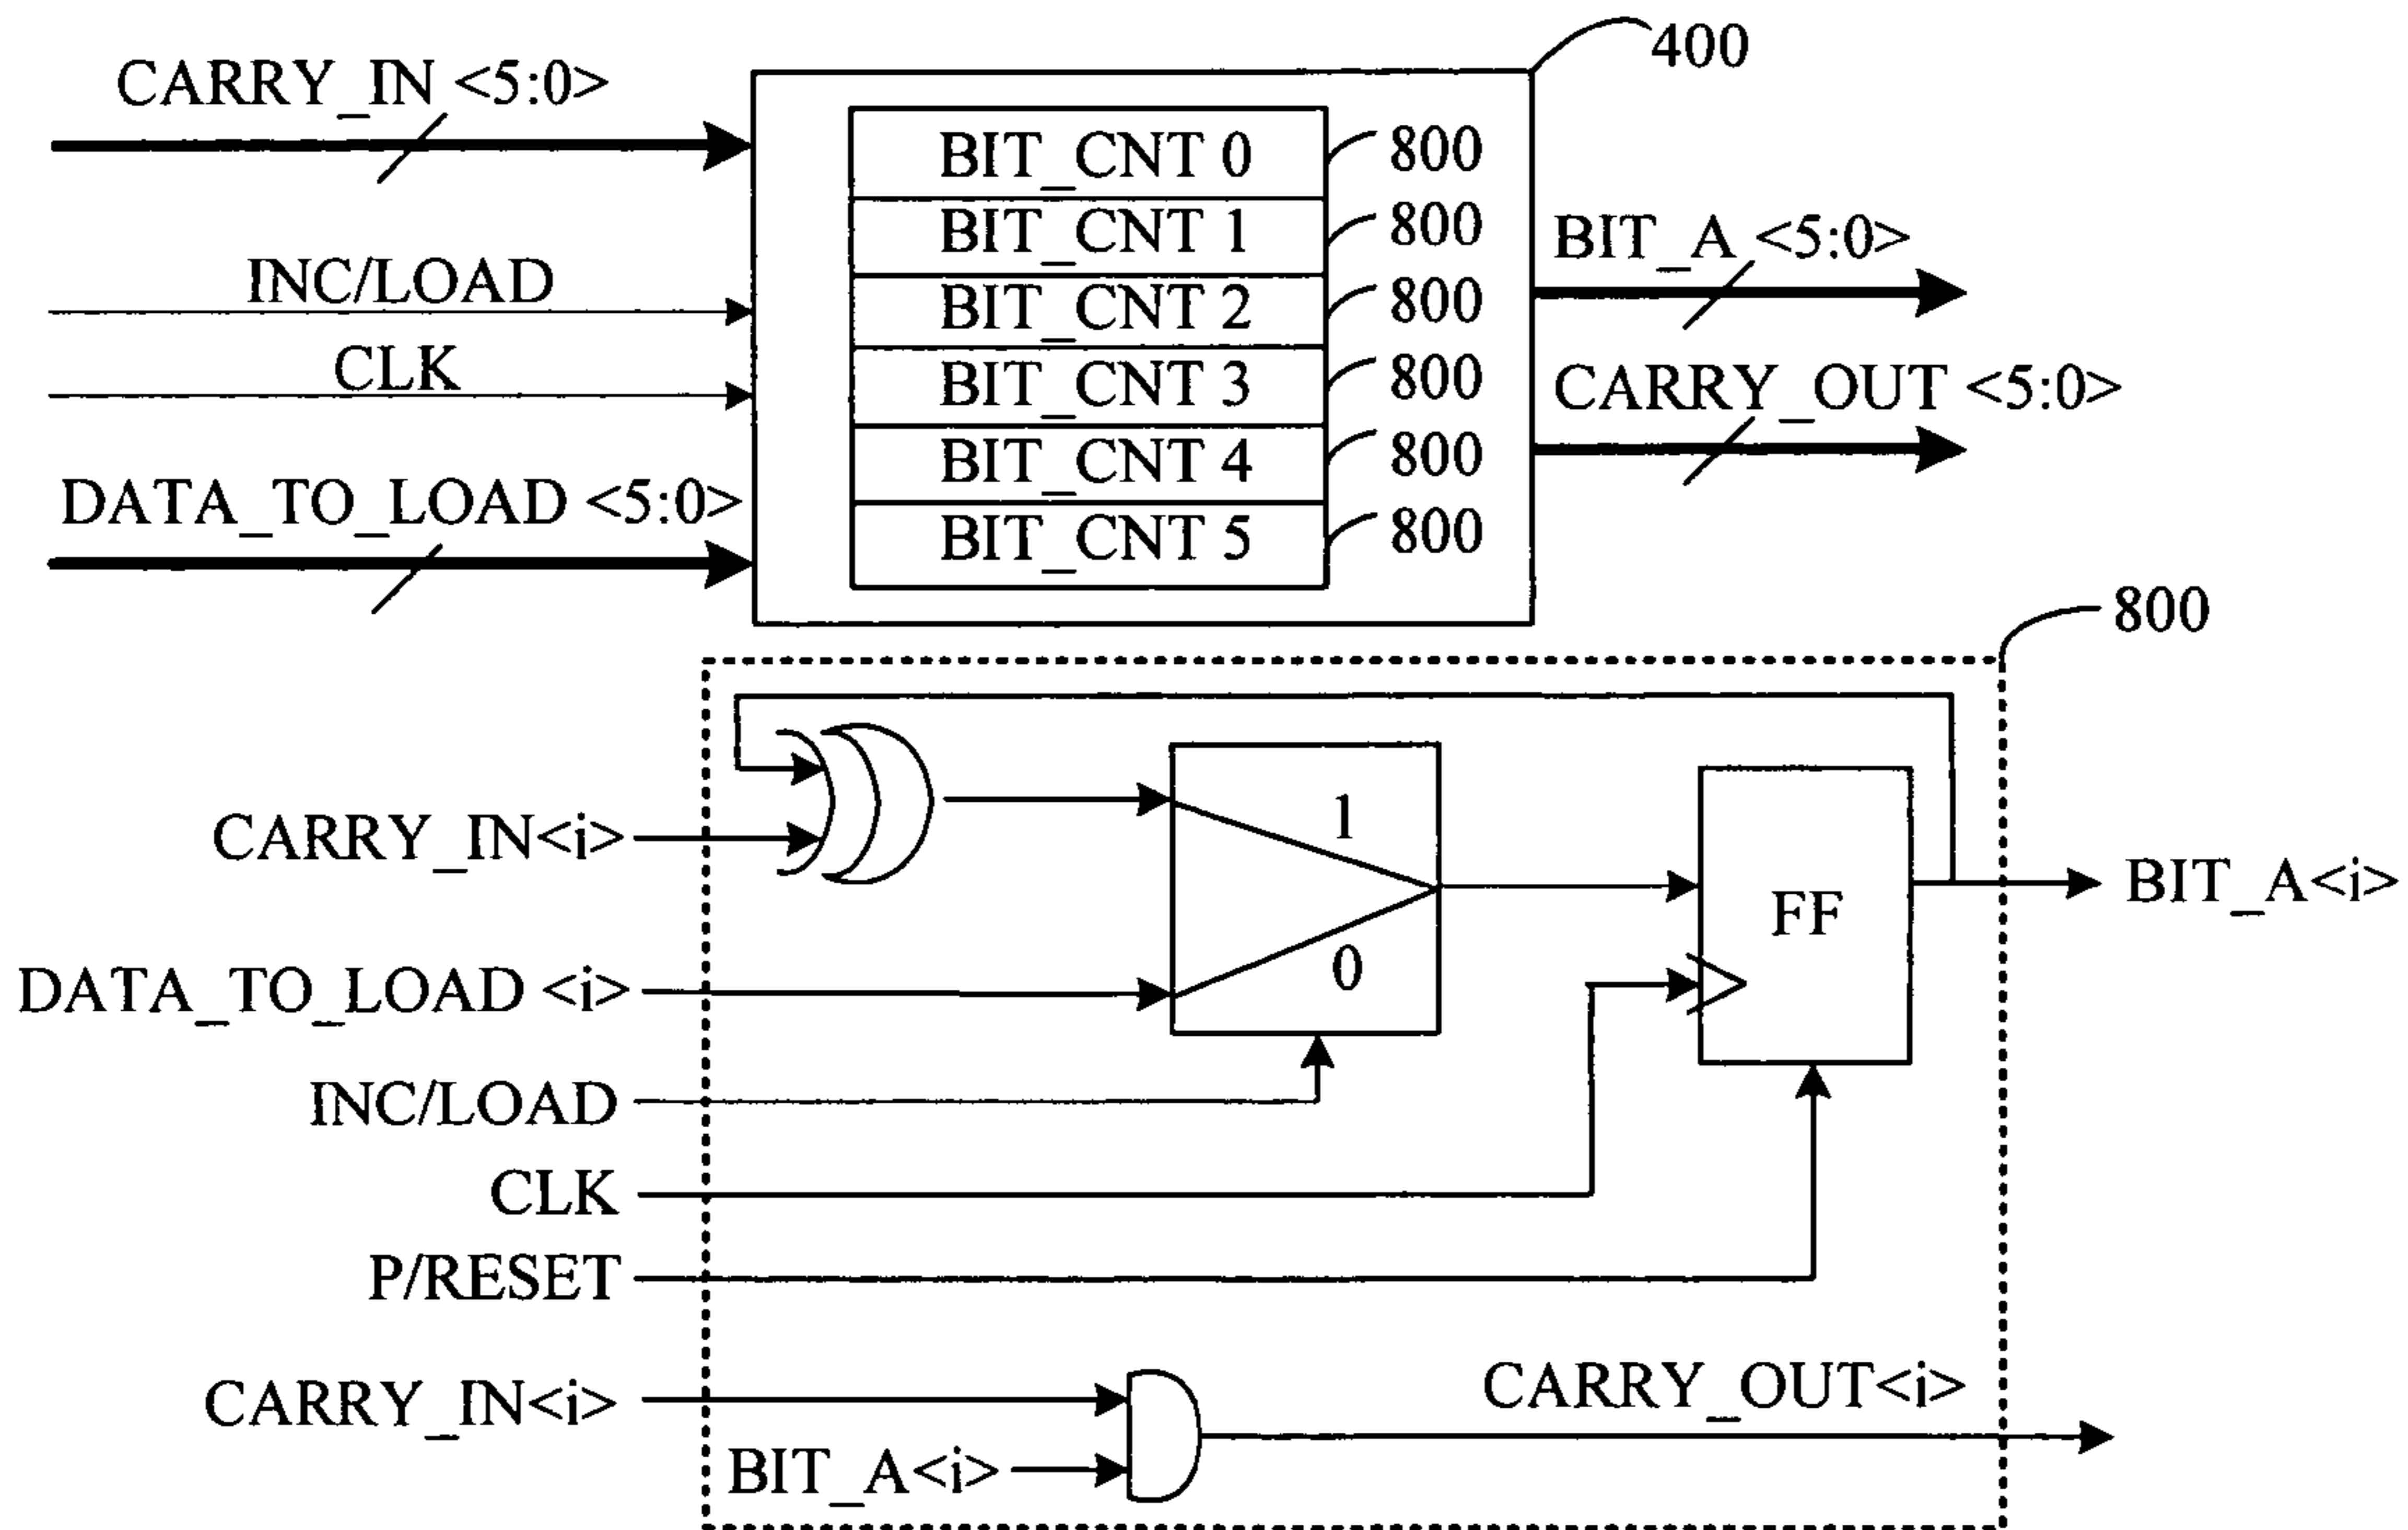 400
CARRY_IN <5:0>
BIT_CNT 0
800
BIT_CNT 1
800
BIT_A <5:0>
INC/LOAD
BIT_CNT 2
800
CLK
BIT_CNT 3
800
CARRY_OUT <5:0>
BIT_CNT 4
800
DATA_TO_LOAD <5:0>
BIT_CNT 5
800
800
1
CARRY_IN<i>
FF
BIT_A<i>
0
DATA_TO_LOAD <i>
INC/LOAD
CLK
P/RESET
CARRY_IN<i>
CARRY_OUT<i>
BIT_A<i>